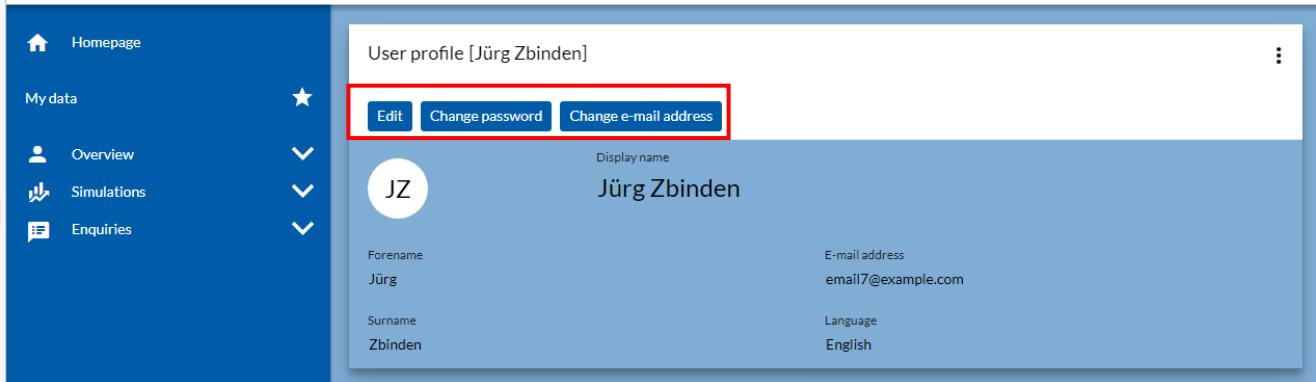 Homepage
My data
Overview
Simulations
Enquiries
User profile [Jürg Zbinden]
Edit Change password Change e-mail address
JZ
Display name
Jürg Zbinden
Forename
Jürg
E-mail address
email7@example.com
Surname
Zbinden
Language
English